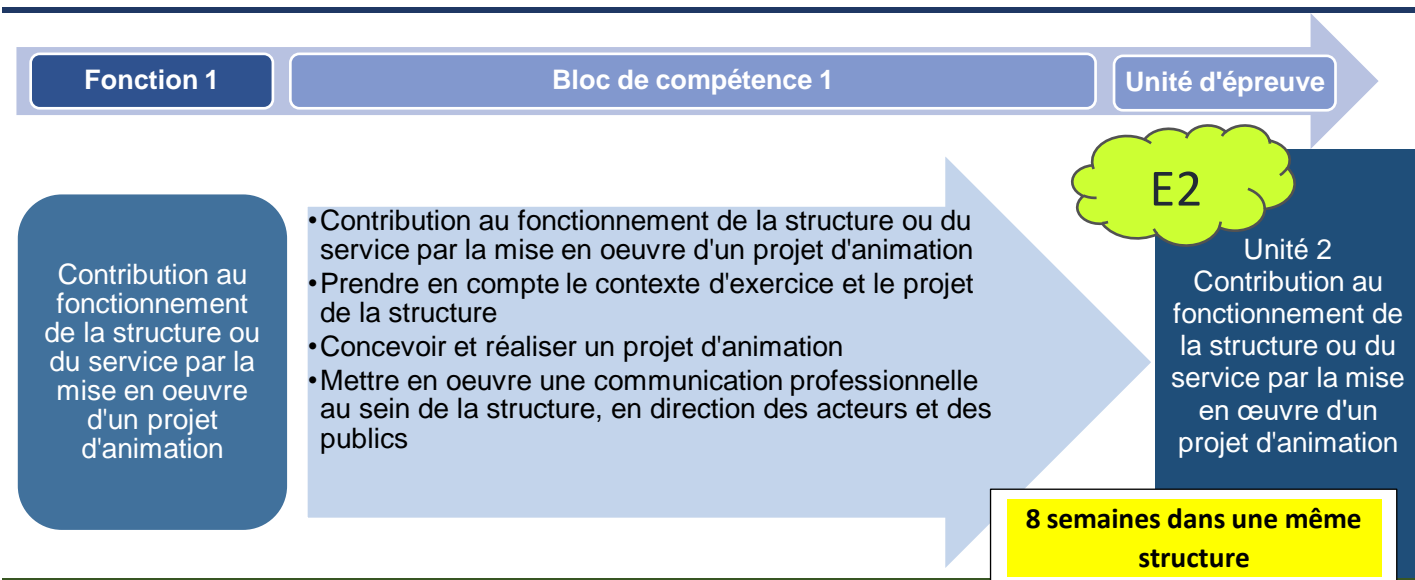 Fonction 1
Bloc de compétence 1
Unité d'épreuve
E2
Contribution au
fonctionnement
de la structure ou
du service par la
mise en oeuvre
d'un projet
d'animation
•Contribution au fonctionnement de la structure ou du
service par la mise en oeuvre d'un projet d'animation
•Prendre en compte le contexte d'exercice et le projet
de la structure
•Concevoir et réaliser un projet d'animation
•Mettre en oeuvre une communication professionnelle
au sein de la structure, en direction des acteurs et des
publics
Unité 2
Contribution au
fonctionnement de
la structure ou du
service par la mise
en œuvre d'un
projet d'animation
8 semaines dans une même
structure